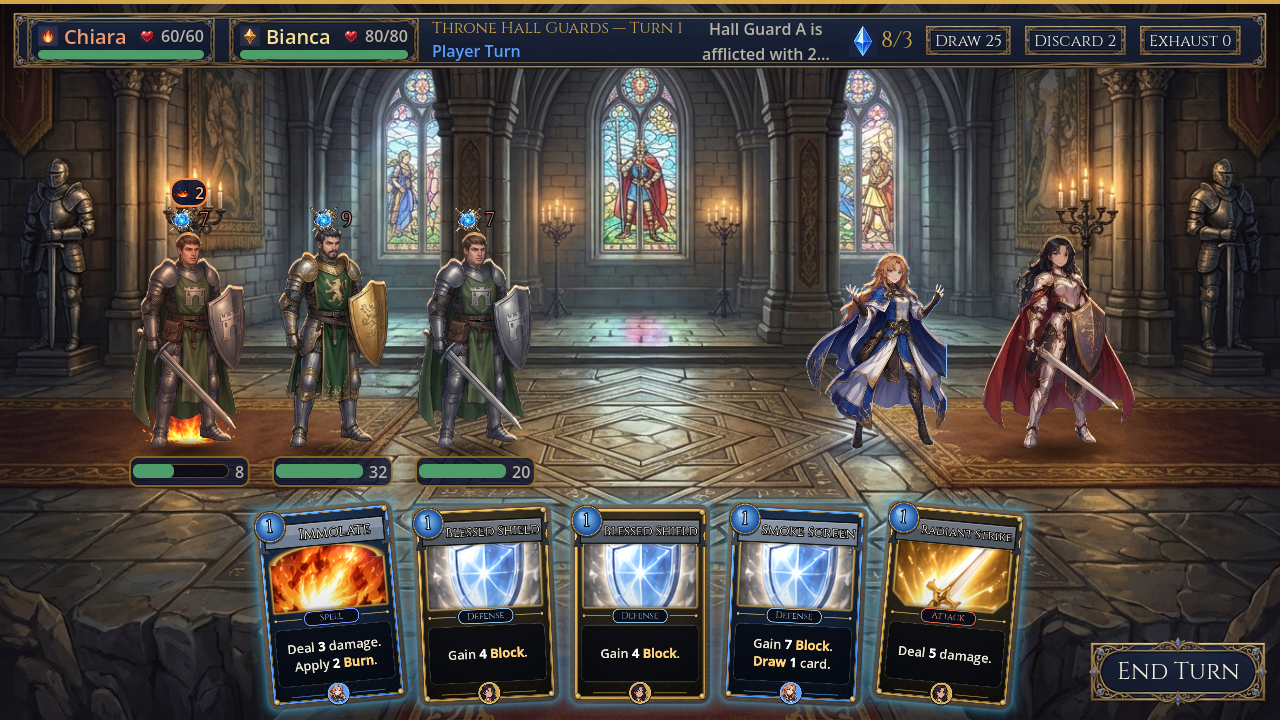 Chiara 60/60
Bianca 80/80
Throne Hall Guards — Turn 1
Player Turn
Hall Guard A is
afflicted with 2...
8/3
Draw 25
Discard 2
Exhaust 0
2
7
9
7
8
32
20
1
Immolate
Spell
Deal 3 damage.
Apply 2 Burn.
1
Blessed Shield
Defense
Gain 4 Block.
1
Blessed Shield
Defense
Gain 4 Block.
1
Smoke Screen
Defense
Gain 7 Block.
Draw 1 card.
1
Radiant Strike
Attack
Deal 5 damage.
End Turn